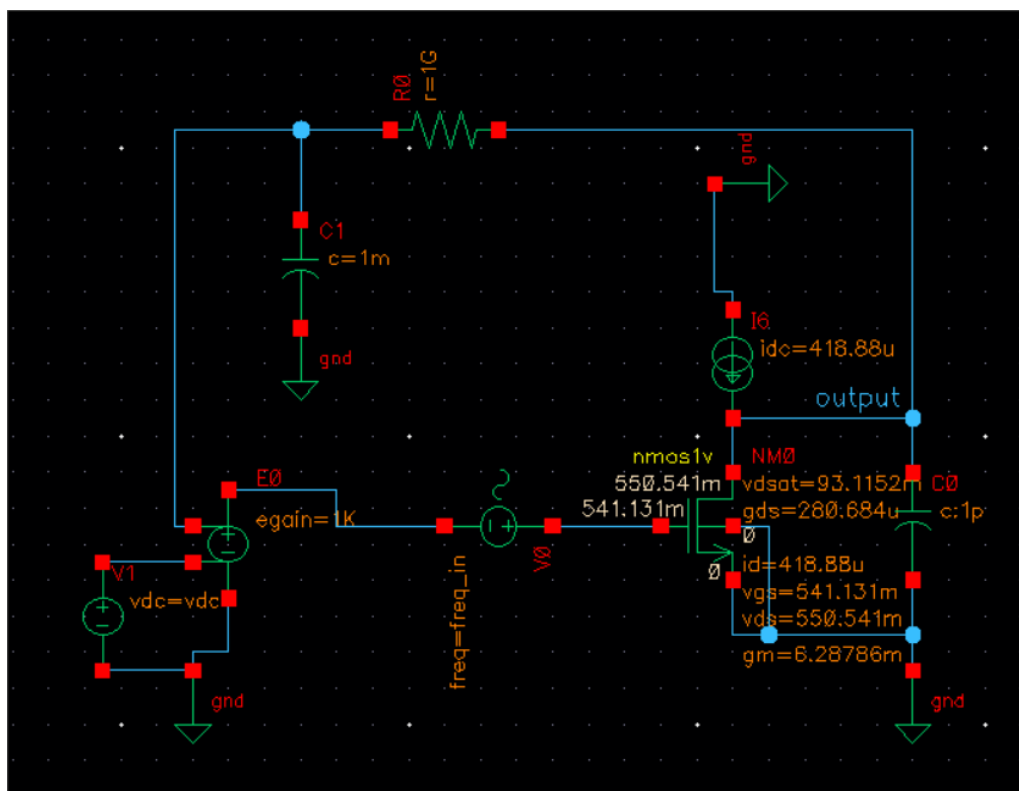 R0
r=1G
gnd
C1
c=1m
gnd
I6
idc=418.88u
output
nmos1v
NM0
550.541m
541.131m
vdsat=93.1152m
C0
gds=280.684u
c:1p
0
0
id=418.88u
vgs=541.131m
vds=550.541m
gm=6.28786m
gnd
E0
egain=1K
V1
vdc=vdc
gnd
V0
freq=freq_in